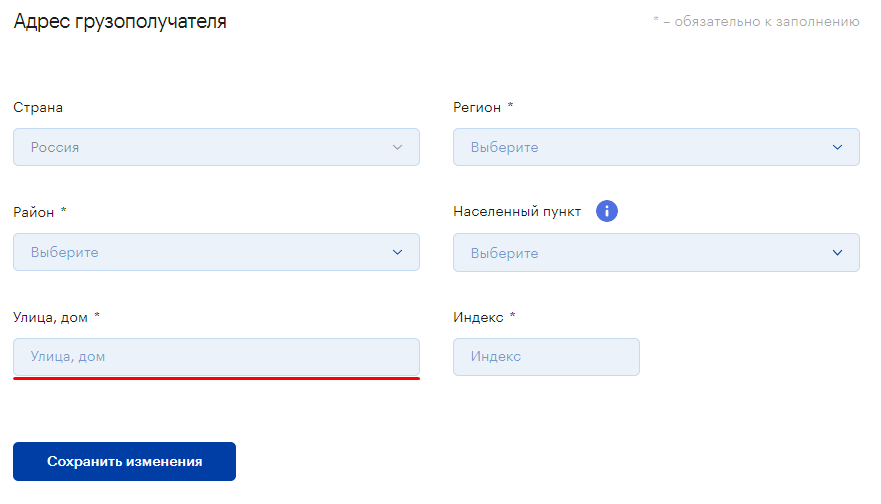 Адрес грузополучателя
* – обязательно к заполнению
Страна
Регион *
Россия
Выберите
Район *
Населенный пункт i
Выберите
Выберите
Улица, дом *
Индекс *
Улица, дом
Индекс
Сохранить изменения